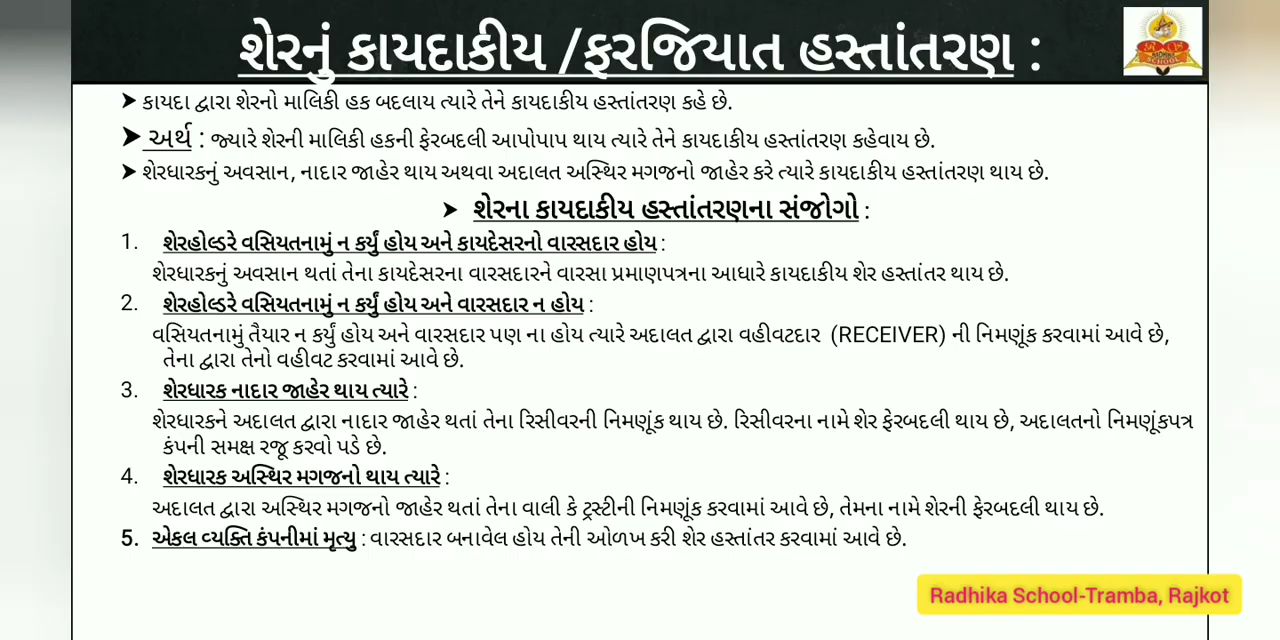 શેરનું કાયદાકીય /ફરજિયાત હસ્તાંતરણ :
RADHIKA
SCHOOL
➤ કાયદા દ્વારા શેરનો માલિકી હક બદલાય ત્યારે તેને કાયદાકીય હસ્તાંતરણ કહે છે.
➤ અર્થ : જ્યારે શેરની માલિકી હકની ફેરબદલી આપોપાપ થાય ત્યારે તેને કાયદાકીય હસ્તાંતરણ કહેવાય છે.
➤ શેરધારકનું અવસાન, નાદાર જાહેર થાય અથવા અદાલત અસ્થિર મગજનો જાહેર કરે ત્યારે કાયદાકીય હસ્તાંતરણ થાય છે.
➤ શેરના કાયદાકીય હસ્તાંતરણના સંજોગો :
1. શેરહોલ્ડરે વસિયતનામું ન કર્યું હોય અને કાયદેસરનો વારસદાર હોય :
શેરધારકનું અવસાન થતાં તેના કાયદેસરના વારસદારને વારસા પ્રમાણપત્રના આધારે કાયદાકીય શેર હસ્તાંતર થાય છે.
2. શેરહોલ્ડરે વસિયતનામું ન કર્યું હોય અને વારસદાર ન હોય :
વસિયતનામું તૈયાર ન કર્યું હોય અને વારસદાર પણ ના હોય ત્યારે અદાલત દ્વારા વહીવટદાર (RECEIVER) ની નિમણૂંક કરવામાં આવે છે,
તેના દ્વારા તેનો વહીવટ કરવામાં આવે છે.
3. શેરધારક નાદાર જાહેર થાય ત્યારે :
શેરધારકને અદાલત દ્વારા નાદાર જાહેર થતાં તેના રિસીવરની નિમણૂંક થાય છે. રિસીવરના નામે શેર ફેરબદલી થાય છે, અદાલતનો નિમણૂંકપત્ર
કંપની સમક્ષ રજૂ કરવો પડે છે.
4. શેરધારક અસ્થિર મગજનો થાય ત્યારે :
અદાલત દ્વારા અસ્થિર મગજનો જાહેર થતાં તેના વાલી કે ટ્રસ્ટીની નિમણૂંક કરવામાં આવે છે, તેમના નામે શેરની ફેરબદલી થાય છે.
5. એકલ વ્યક્તિ કંપનીમાં મૃત્યુ : વારસદાર બનાવેલ હોય તેની ઓળખ કરી શેર હસ્તાંતર કરવામાં આવે છે.
Radhika School-Tramba, Rajkot